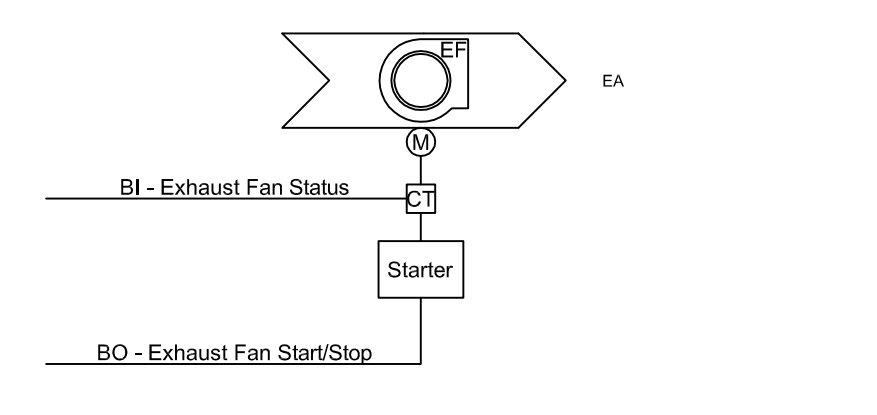 EF
EA
M
BI - Exhaust Fan Status
CT
Starter
BO - Exhaust Fan Start/Stop